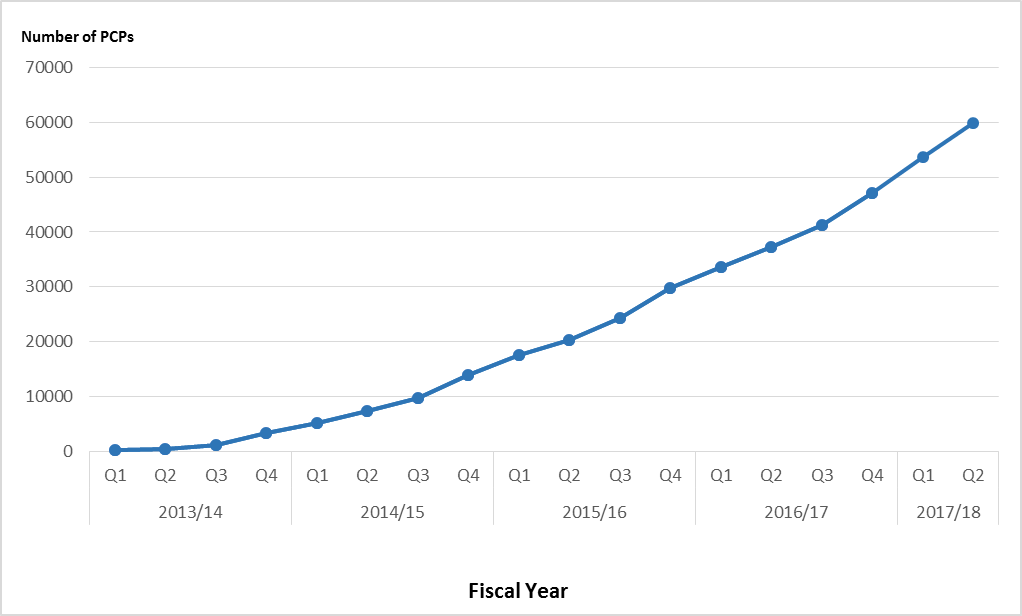 Number of PCPs
70000
60000
50000
40000
30000
20000
10000
0
Q1 Q2 Q3 Q4 Q1 Q2 Q3 Q4 Q1 Q2 Q3 Q4 Q1 Q2 Q3 Q4 Q1 Q2
2013/14 2014/15 2015/16 2016/17 2017/18
Fiscal Year